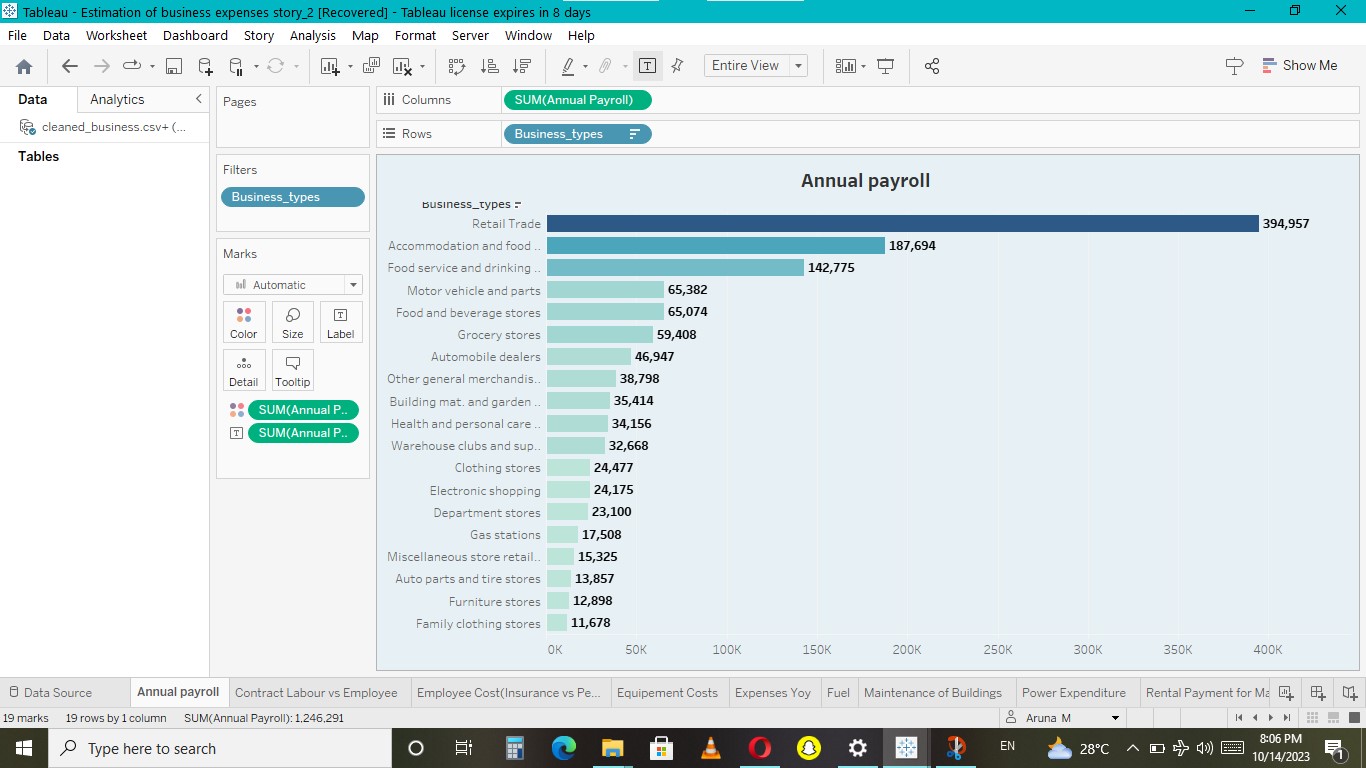 Tableau - Estimation of business expenses story_2 [Recovered] - Tableau license expires in 8 days
File Data Worksheet Dashboard Story Analysis Map Format Server Window Help
Entire View
Show Me
Data Analytics
cleaned_business.csv+ (...
Tables
Pages
Filters
Business_types
Marks
Automatic
Color Size Label
Detail Tooltip
SUM(Annual P..
SUM(Annual P..
Columns SUM(Annual Payroll)
Rows Business_types
Annual payroll
Business_types
Retail Trade 394,957
Accommodation and food .. 187,694
Food service and drinking .. 142,775
Motor vehicle and parts 65,382
Food and beverage stores 65,074
Grocery stores 59,408
Automobile dealers 46,947
Other general merchandis.. 38,798
Building mat. and garden .. 35,414
Health and personal care .. 34,156
Warehouse clubs and sup.. 32,668
Clothing stores 24,477
Electronic shopping 24,175
Department stores 23,100
Gas stations 17,508
Miscellaneous store retail.. 15,325
Auto parts and tire stores 13,857
Furniture stores 12,898
Family clothing stores 11,678
0K 50K 100K 150K 200K 250K 300K 350K 400K
Data Source Annual payroll Contract Labour vs Employee Employee Cost(Insurance vs Pe... Equipement Costs Expenses Yoy Fuel Maintenance of Buildings Power Expenditure Rental Payment for Ma
19 marks 19 rows by 1 column SUM(Annual Payroll): 1,246,291 Aruna M
Type here to search
EN
28°C
8:06 PM
10/14/2023
1